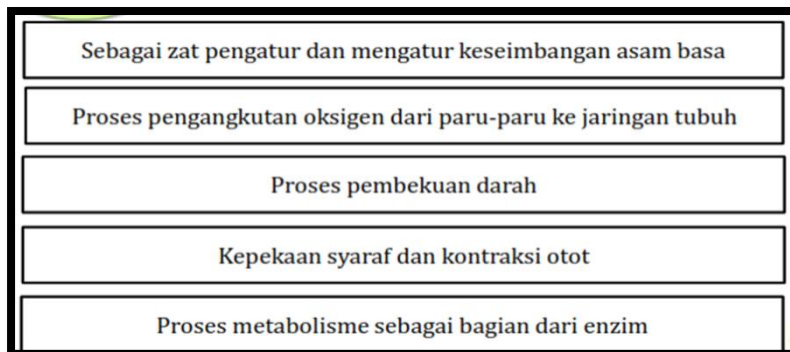 Sebagai zat pengatur dan mengatur keseimbangan asam basa
Proses pengangkutan oksigen dari paru-paru ke jaringan tubuh
Proses pembekuan darah
Kepekaan syaraf dan kontraksi otot
Proses metabolisme sebagai bagian dari enzim